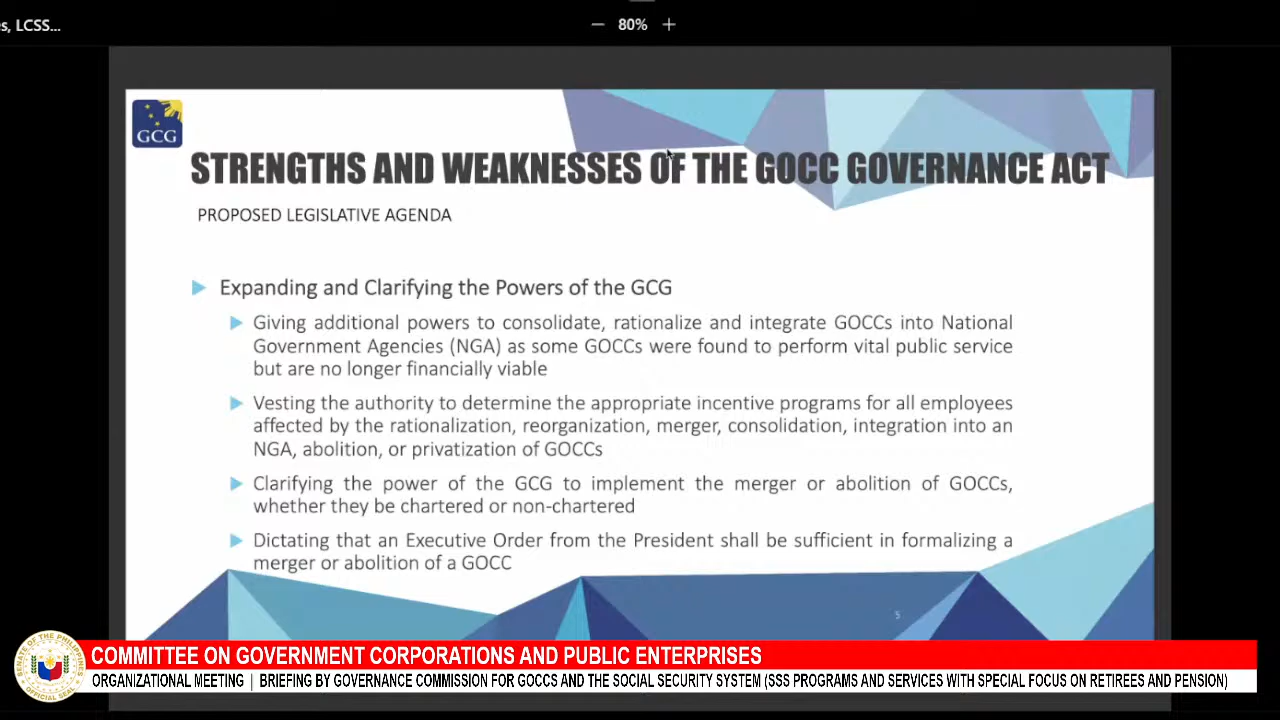 s, LCSS...
− 80% +
GCG
STRENGTHS AND WEAKNESSES OF THE GOCC GOVERNANCE ACT
PROPOSED LEGISLATIVE AGENDA
Expanding and Clarifying the Powers of the GCG
Giving additional powers to consolidate, rationalize and integrate GOCCs into National
Government Agencies (NGA) as some GOCCs were found to perform vital public service
but are no longer financially viable
Vesting the authority to determine the appropriate incentive programs for all employees
affected by the rationalization, reorganization, merger, consolidation, integration into an
NGA, abolition, or privatization of GOCCs
Clarifying the power of the GCG to implement the merger or abolition of GOCCs,
whether they be chartered or non-chartered
Dictating that an Executive Order from the President shall be sufficient in formalizing a
merger or abolition of a GOCC
5
SENATE OF THE PHILIPPINES
OFFICIAL SEAL
COMMITTEE ON GOVERNMENT CORPORATIONS AND PUBLIC ENTERPRISES
ORGANIZATIONAL MEETING | BRIEFING BY GOVERNANCE COMMISSION FOR GOCCS AND THE SOCIAL SECURITY SYSTEM (SSS PROGRAMS AND SERVICES WITH SPECIAL FOCUS ON RETIREES AND PENSION)